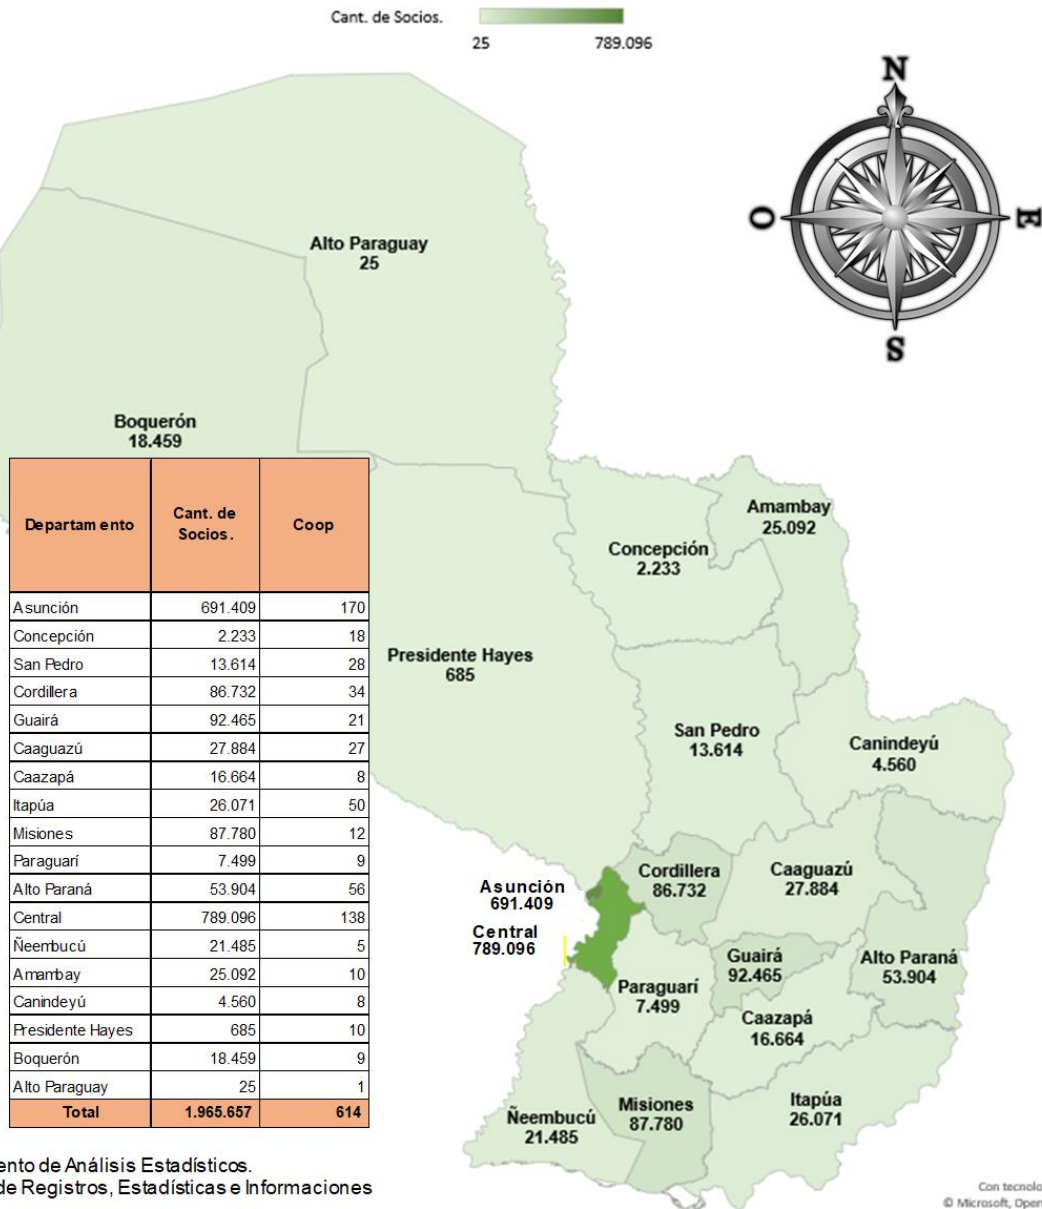 Cant. de Socios.
25 789.096
N
O E
S
Alto Paraguay
25
Boquerón
18.459
Amambay
25.092
Concepción
2.233
Presidente Hayes
685
San Pedro
13.614
Canindeyú
4.560
Cordillera
86.732
Caaguazú
27.884
Asunción
691.409
Central
789.096
Guairá
92.465
Alto Paraná
53.904
Paraguarí
7.499
Caazapá
16.664
Itapúa
26.071
Misiones
87.780
Ñeembucú
21.485
Departamento Cant. de Socios. Coop
Asunción 691.409 170
Concepción 2.233 18
San Pedro 13.614 28
Cordillera 86.732 34
Guairá 92.465 21
Caaguazú 27.884 27
Caazapá 16.664 8
Itapúa 26.071 50
Misiones 87.780 12
Paraguarí 7.499 9
Alto Paraná 53.904 56
Central 789.096 138
Ñeembucú 21.485 5
Amambay 25.092 10
Canindeyú 4.560 8
Presidente Hayes 685 10
Boquerón 18.459 9
Alto Paraguay 25 1
Total 1.965.657 614
ento de Análisis Estadísticos.
de Registros, Estadísticas e Informaciones
Con tecnolo
© Microsoft, Oper